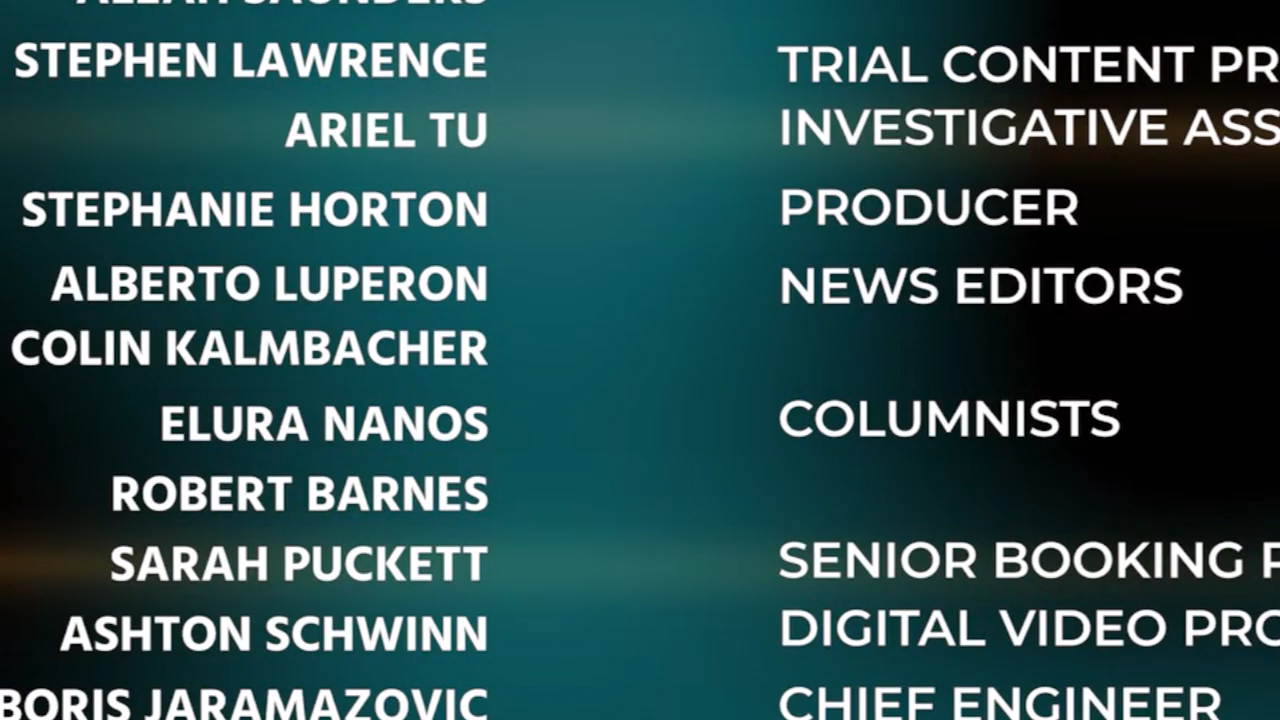 STEPHEN LAWRENCE TRIAL CONTENT
ARIEL TU INVESTIGATIVE
STEPHANIE HORTON PRODUCER
ALBERTO LUPERON NEWS EDITORS
COLIN KALMBACHER
ELURA NANOS COLUMNISTS
ROBERT BARNES
SARAH PUCKETT SENIOR BOOKING
ASHTON SCHWINN DIGITAL VIDEO
BORIS JARAMAZOVIC CHIEF ENGINEER